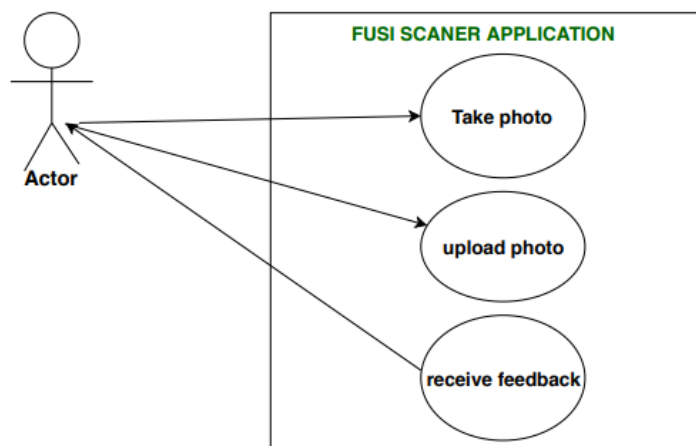 FUSI SCANER APPLICATION
Take photo
Actor
upload photo
receive feedback